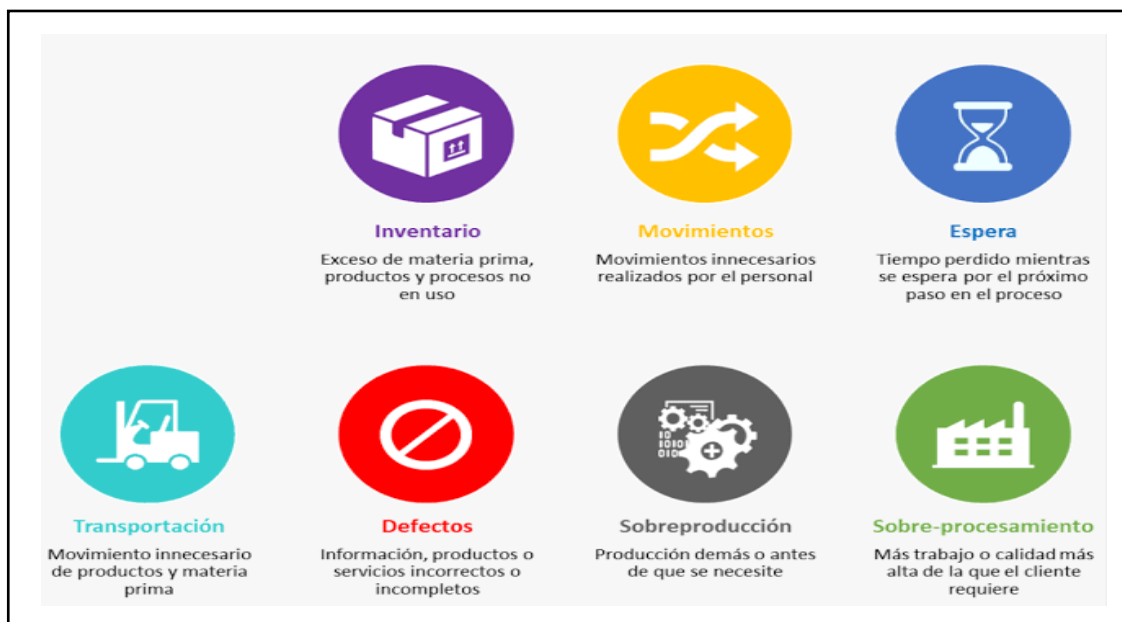 Inventario
Exceso de materia prima,
productos y procesos no
en uso
Movimientos
Movimientos innecesarios
realizados por el personal
Espera
Tiempo perdido mientras
se espera por el próximo
paso en el proceso
Transportación
Movimiento innecesario
de productos y materia
prima
Defectos
Información, productos o
servicios incorrectos o
incompletos
Sobreproducción
Producción demás o antes
de que se necesite
Sobre-procesamiento
Más trabajo o calidad más
alta de la que el cliente
requiere